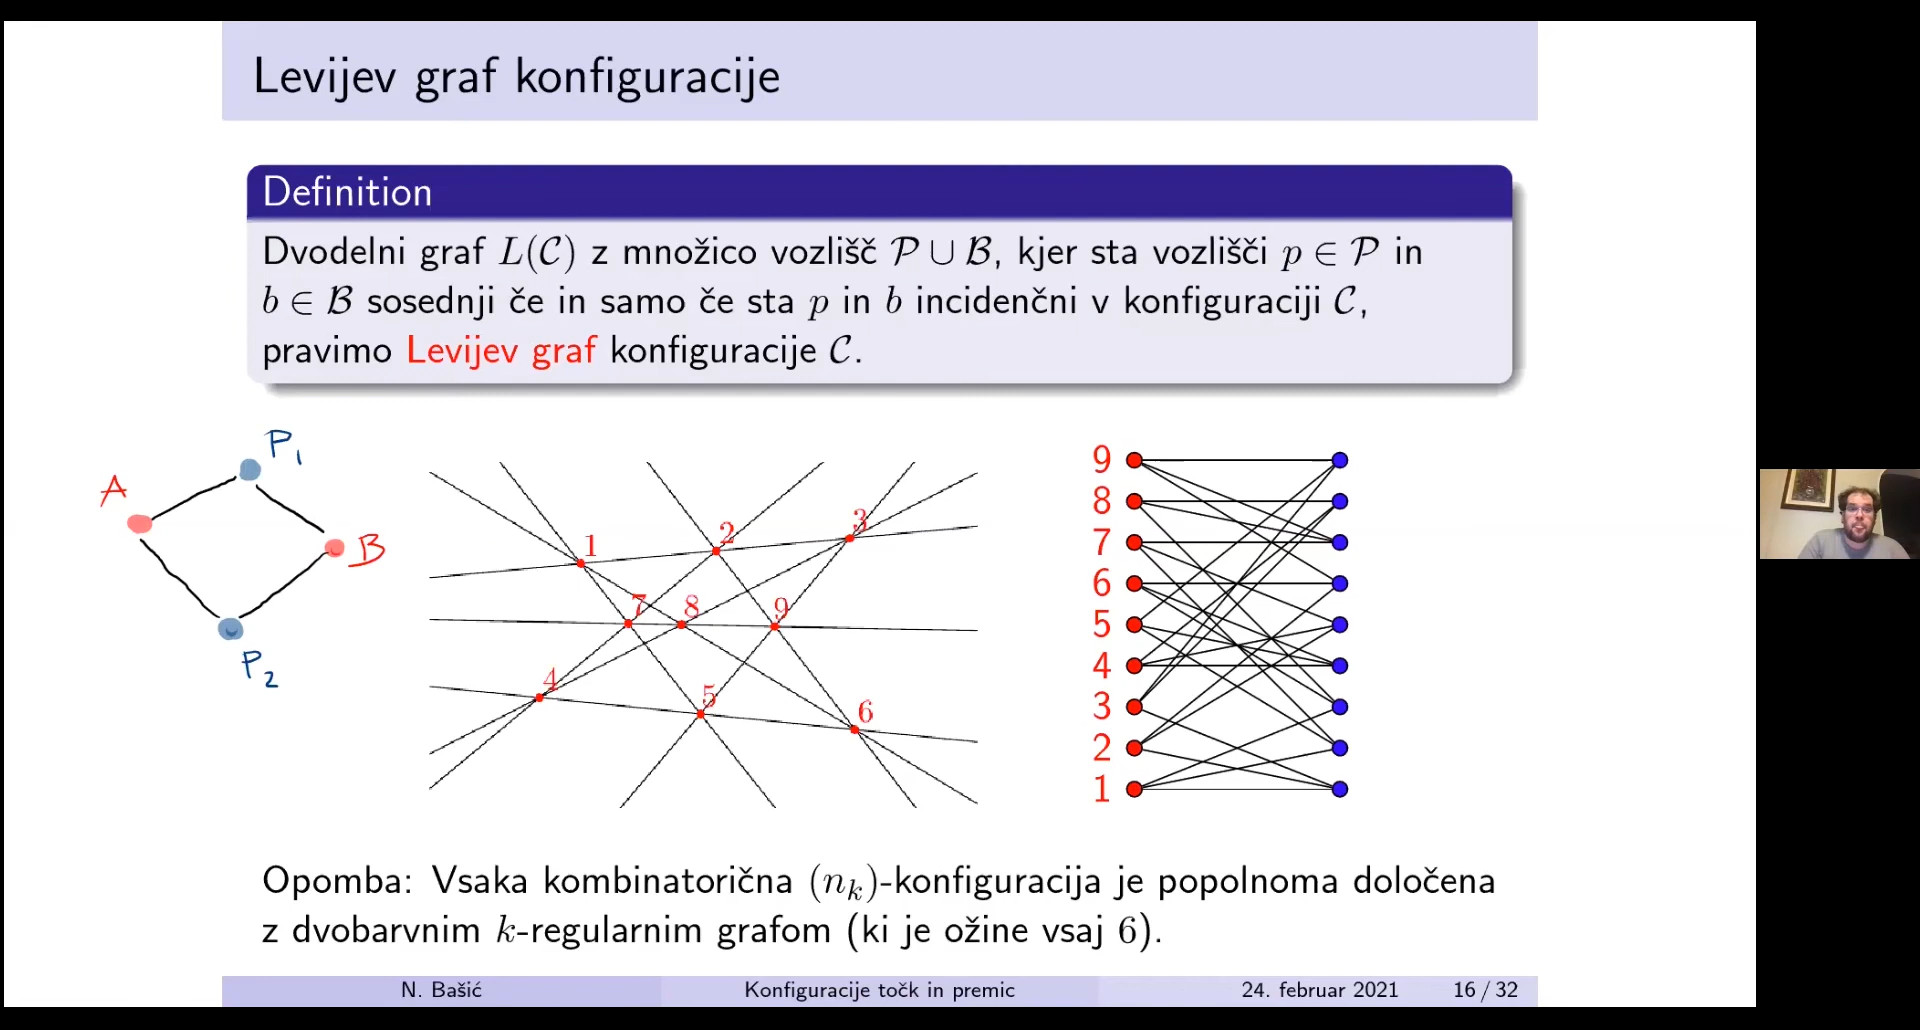 Levijev graf konfiguracije
Definition
Dvodelni graf L(𝒞) z množico vozlišč 𝒫 ∪ ℬ, kjer sta vozlišči p ∈ 𝒫 in
b ∈ ℬ sosednji če in samo če sta p in b incidenčni v konfiguraciji 𝒞,
pravimo Levijev graf konfiguracije 𝒞.
P₁
A
B
P₂
1
2
3
7
8
9
4
5
6
9
8
7
6
5
4
3
2
1
Opomba: Vsaka kombinatorična (nₖ)-konfiguracija je popolnoma določena
z dvobarvnim k-regularnim grafom (ki je ožine vsaj 6).
N. Bašić Konfiguracije točk in premic 24. februar 2021 16 / 32